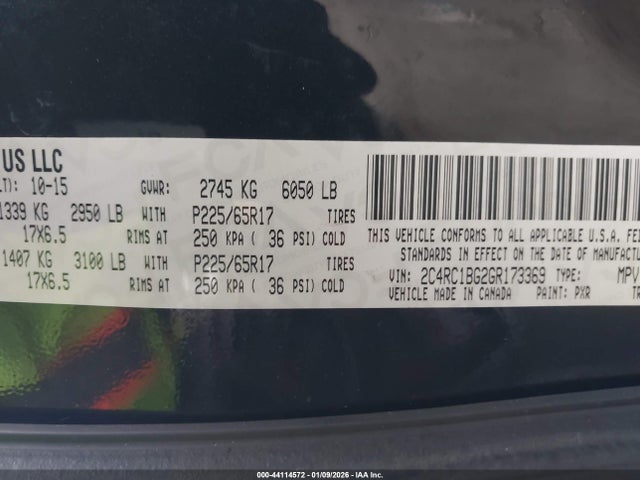 US LLC
LT): 10-15 GVWR: 2745 KG 6050 LB
1339 KG 2950 LB WITH P225/65R17 TIRES
17X6.5 RIMS AT 250 KPA ( 36 PSI) COLD
1407 KG 3100 LB WITH P225/65R17 TIRES
17X6.5 RIMS AT 250 KPA ( 36 PSI) COLD
THIS VEHICLE CONFORMS TO ALL APPLICABLE U.S.A. FE
STANDARDS IN EFFECT ON THE DATE OF MANUFACTUR
VIN: 2C4RC1BG2GR173369 TYPE: MPV
VEHICLE MADE IN CANADA PAINT: PXR TR
000-44114572 - 01/09/2026 - IAA Inc.